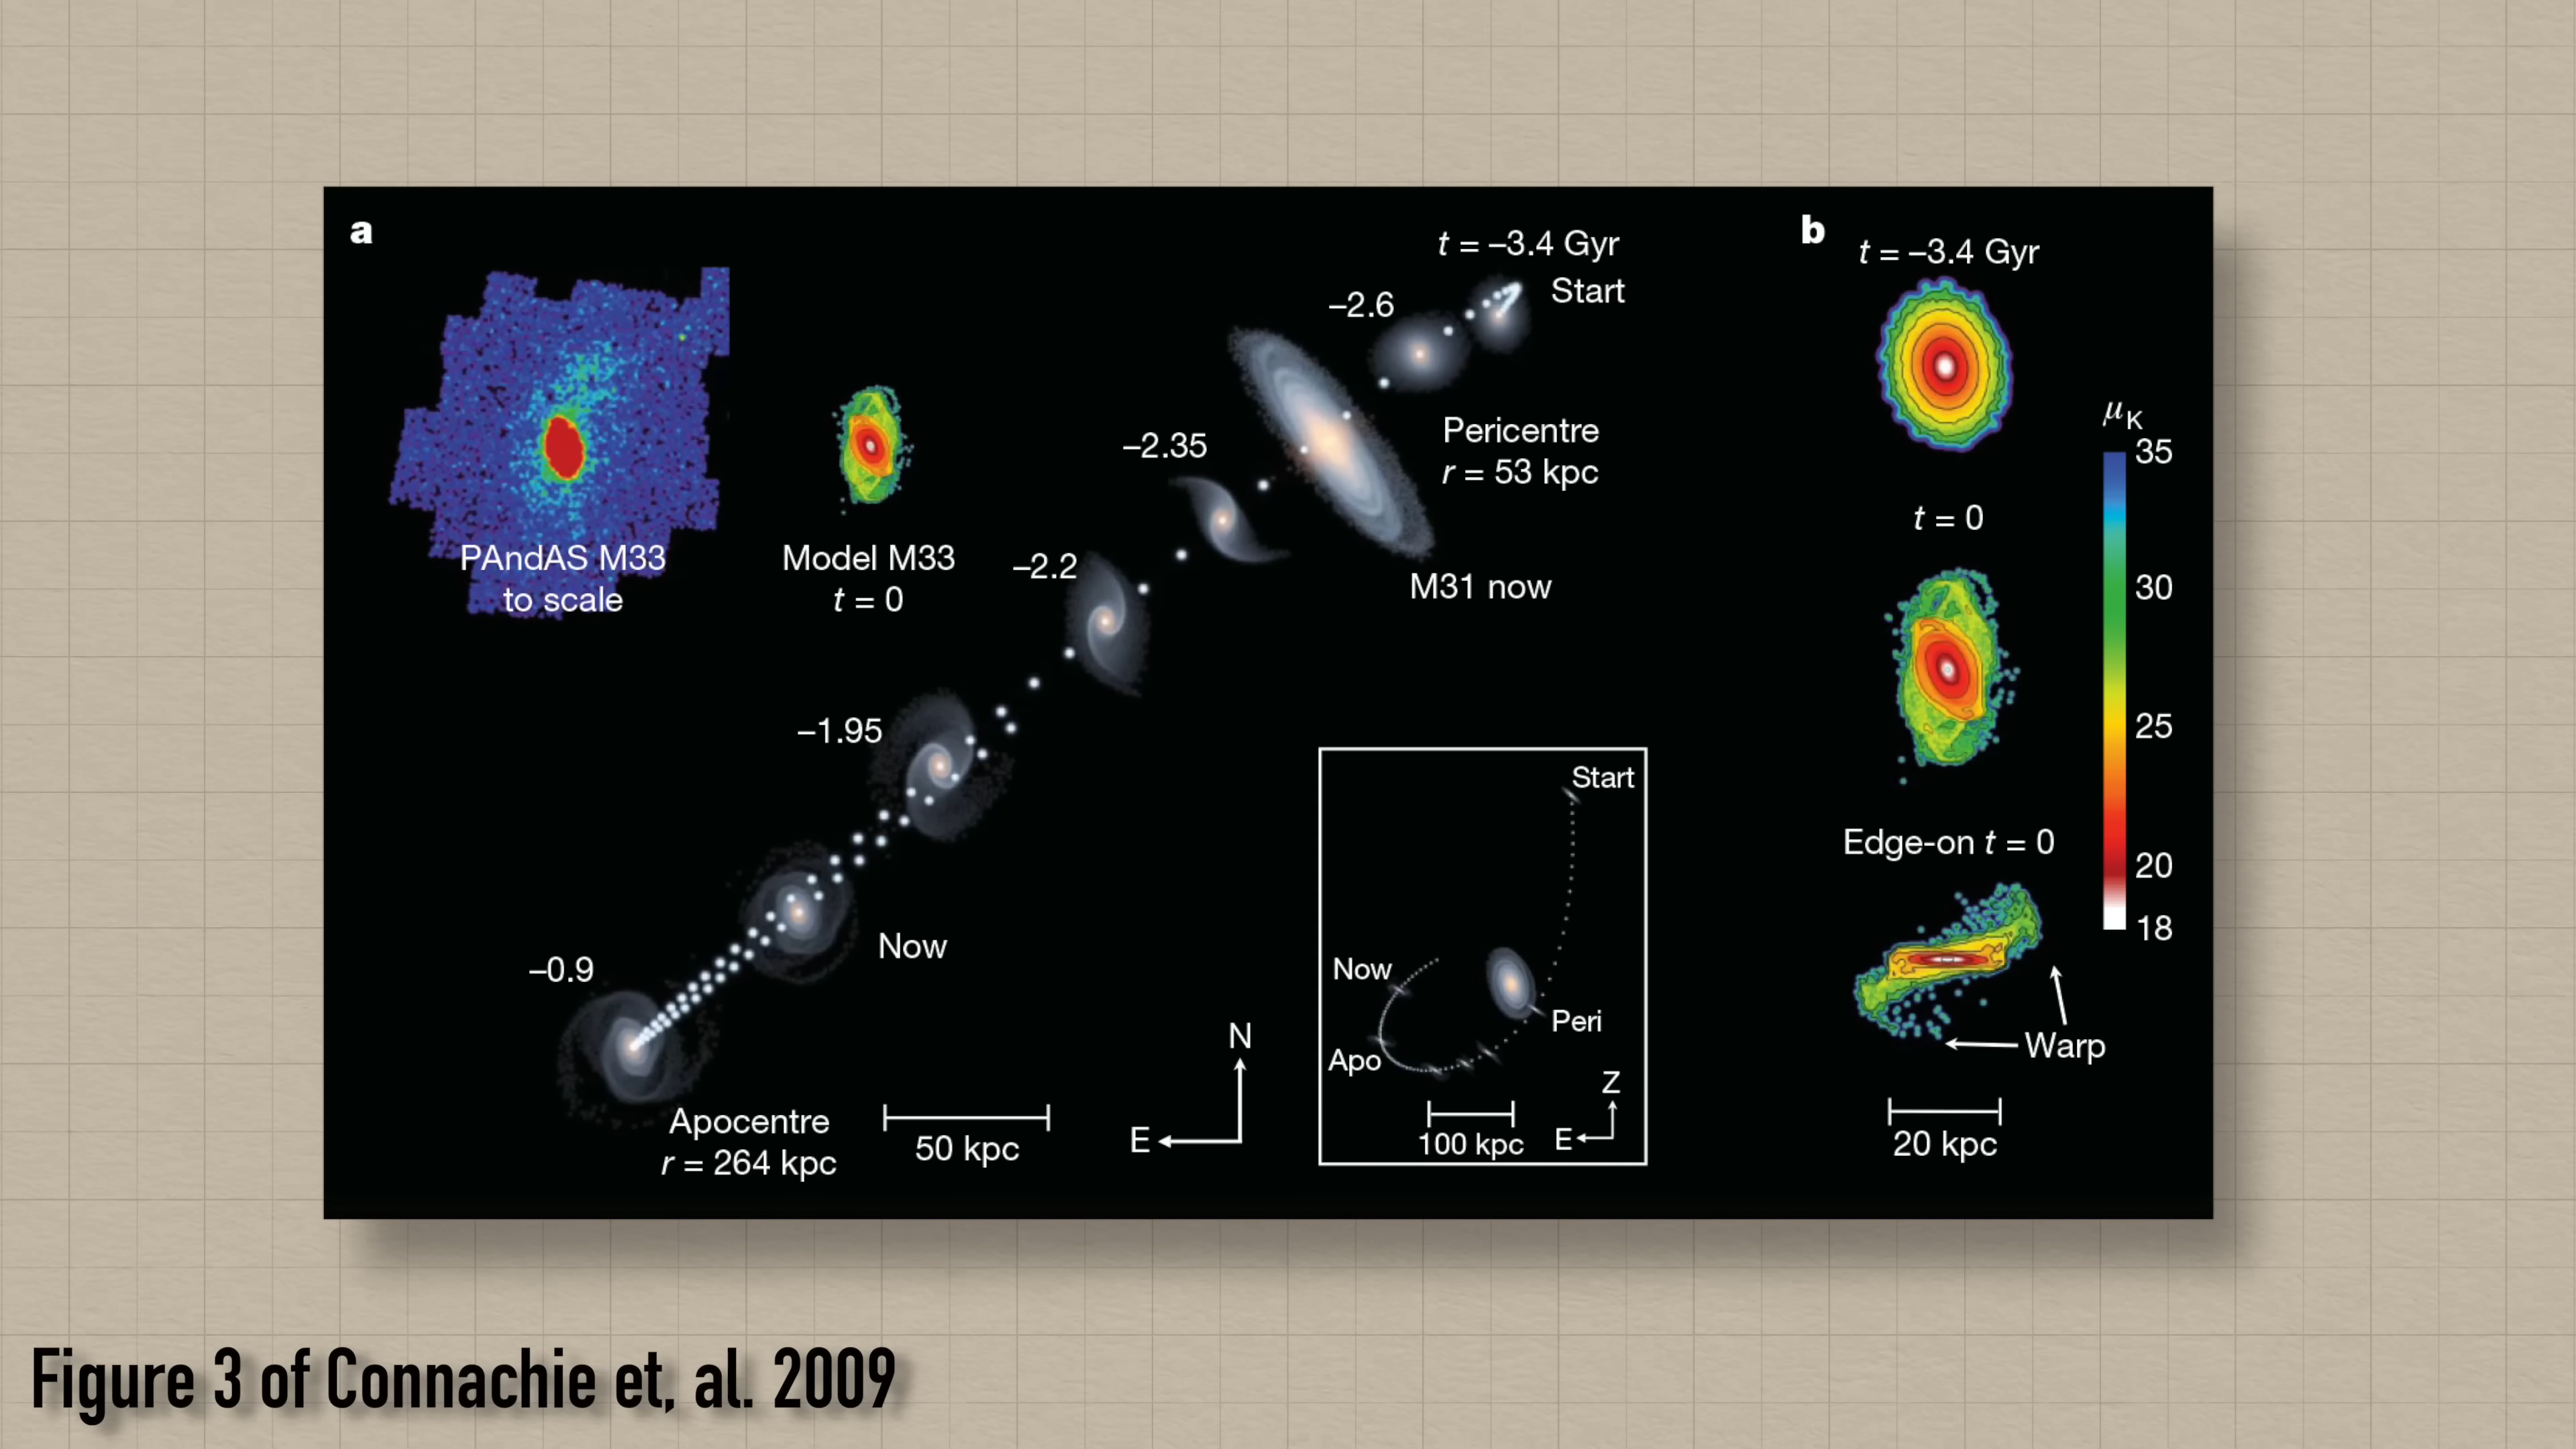 a
t = –3.4 Gyr
Start
–2.6
Pericentre
r = 53 kpc
–2.35
M31 now
PAndAS M33
to scale
Model M33
t = 0
–2.2
–1.95
Now
–0.9
Apocentre
r = 264 kpc
50 kpc
N
E
Start
Now
Peri
Apo
Z
100 kpc
E
b
t = –3.4 Gyr
t = 0
Edge-on t = 0
Warp
20 kpc
μK
35
30
25
20
18
Figure 3 of Connachie et, al. 2009